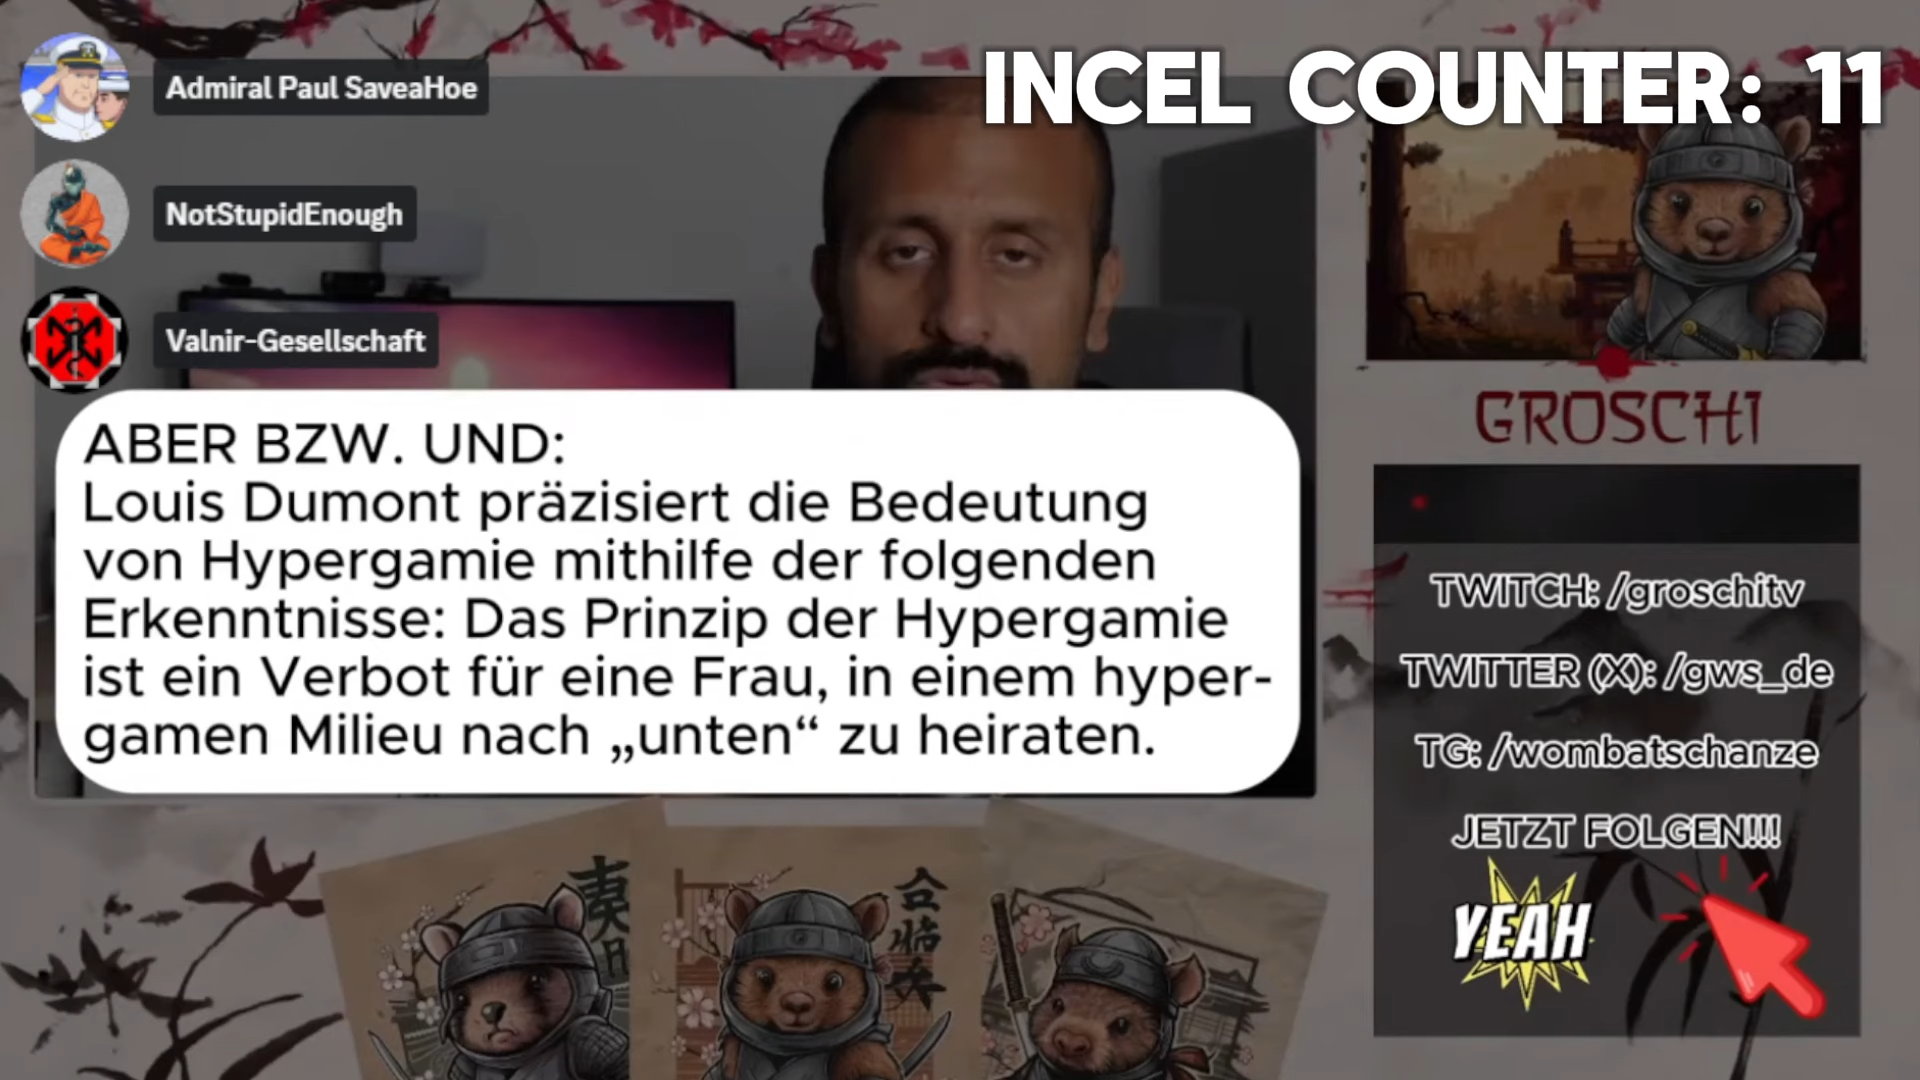 Admiral Paul SaveaHoe
INCEL COUNTER: 11
NotStupidEnough
Valnir-Gesellschaft
ABER BZW. UND:
Louis Dumont präzisiert die Bedeutung
von Hypergamie mithilfe der folgenden
Erkenntnisse: Das Prinzip der Hypergamie
ist ein Verbot für eine Frau, in einem hyper-
gamen Milieu nach „unten“ zu heiraten.
GROSCHI
TWITCH: /groschitv
TWITTER (X): /gws_de
TG: /wombatschanze
JETZT FOLGEN!!!
YEAH